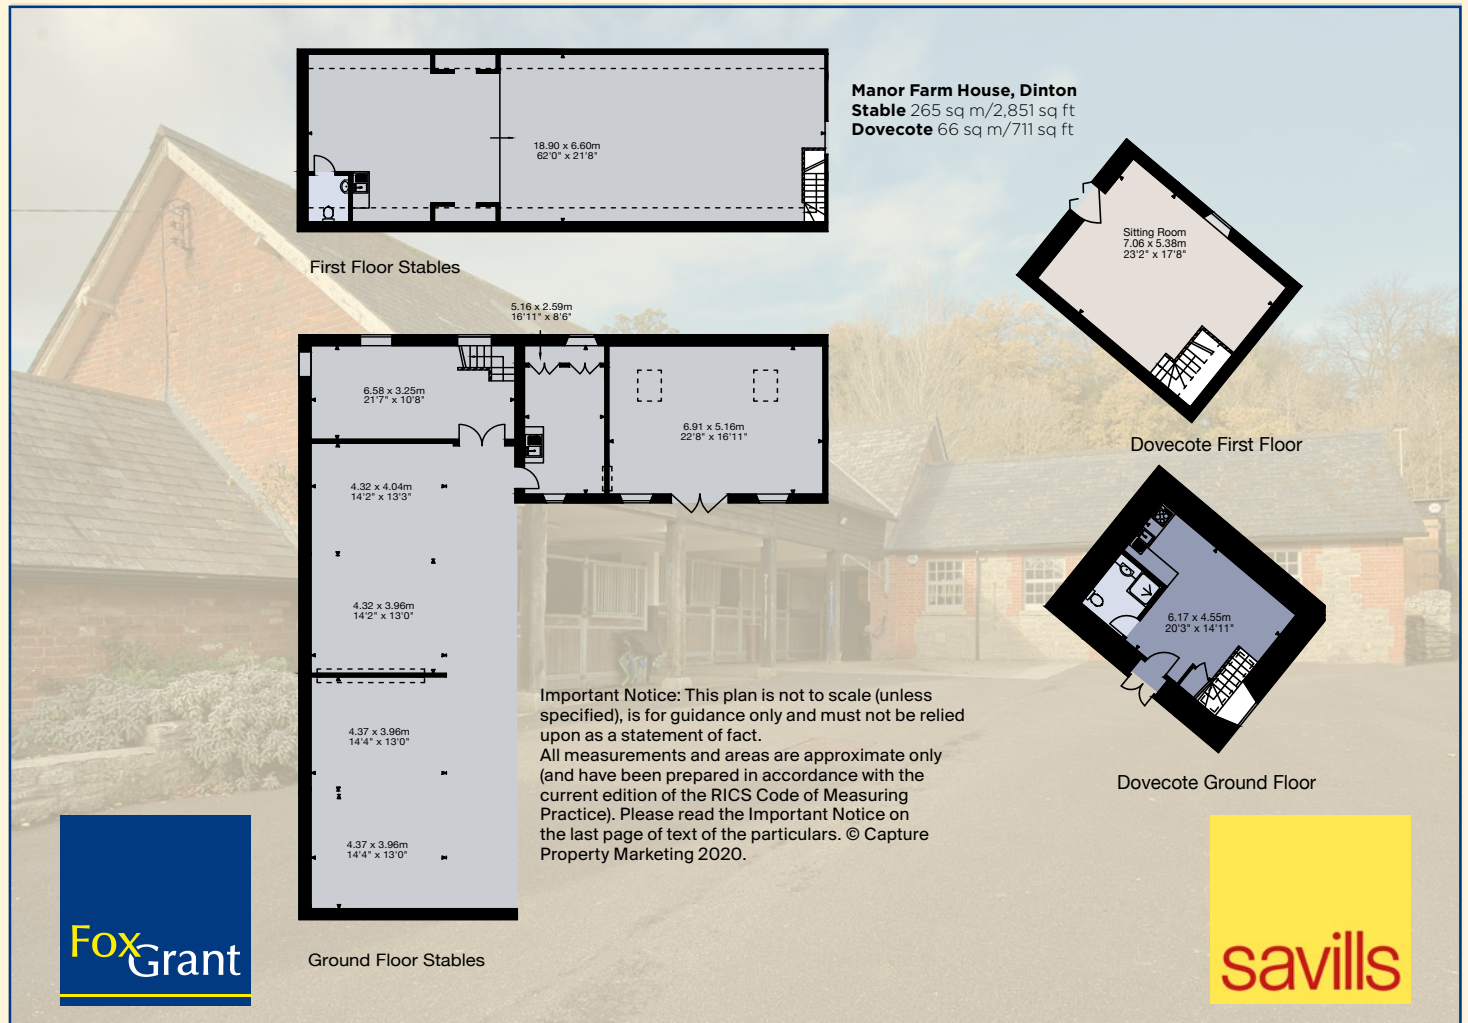 Manor Farm House, Dinton
Stable 265 sq m/2,851 sq ft
Dovecote 66 sq m/711 sq ft
18.90 x 6.60m
62'0" x 21'8"
First Floor Stables
Sitting Room
7.06 x 5.38m
23'2" x 17'8"
Dovecote First Floor
5.16 x 2.59m
16'11" x 8'6"
6.58 x 3.25m
21'7" x 10'8"
6.91 x 5.16m
22'8" x 16'11"
4.32 x 4.04m
14'2" x 13'3"
4.32 x 3.96m
14'2" x 13'0"
4.37 x 3.96m
14'4" x 13'0"
4.37 x 3.96m
14'4" x 13'0"
Ground Floor Stables
6.17 x 4.55m
20'3" x 14'11"
Dovecote Ground Floor
Important Notice: This plan is not to scale (unless
specified), is for guidance only and must not be relied
upon as a statement of fact.
All measurements and areas are approximate only
(and have been prepared in accordance with the
current edition of the RICS Code of Measuring
Practice). Please read the Important Notice on
the last page of text of the particulars. © Capture
Property Marketing 2020.
Fox
Grant
savills